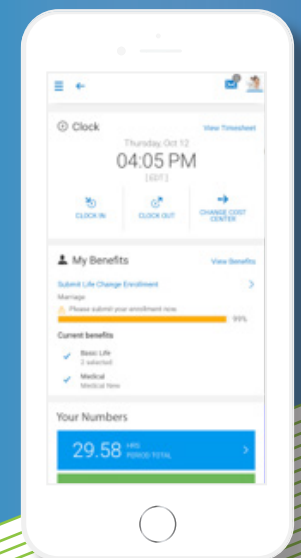 Clock
View Timesheet
Thursday, Oct 12
04:05 PM
[EDT]
CLOCK IN
CLOCK OUT
CHANGE COST
CENTER
My Benefits
View Benefits
Submit Life Change Enrollment
Marriage
Please submit your enrollment now
99%
Current benefits
Basic Life
2 selected
Medical
Medical New
Your Numbers
29.58 HRS
PERIOD TOTAL